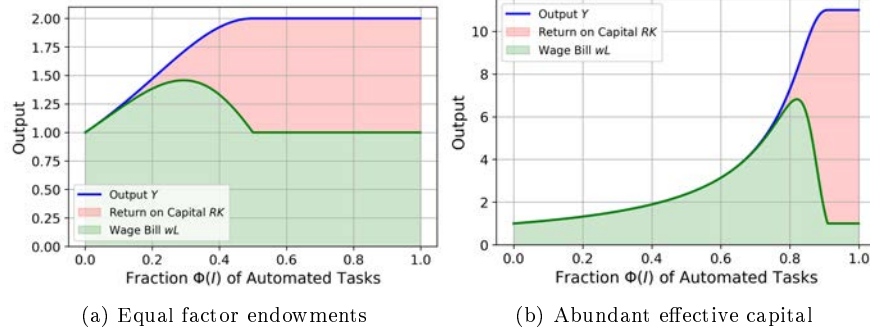 2.00
1.75
1.50
1.25
1.00
0.75
0.50
0.25
0.00
Output
Output Y
Return on Capital RK
Wage Bill wL
0.0 0.2 0.4 0.6 0.8 1.0
Fraction Φ(I) of Automated Tasks
(a) Equal factor endowments
10
8
6
4
2
0
Output
Output Y
Return on Capital RK
Wage Bill wL
0.0 0.2 0.4 0.6 0.8 1.0
Fraction Φ(I) of Automated Tasks
(b) Abundant effective capital